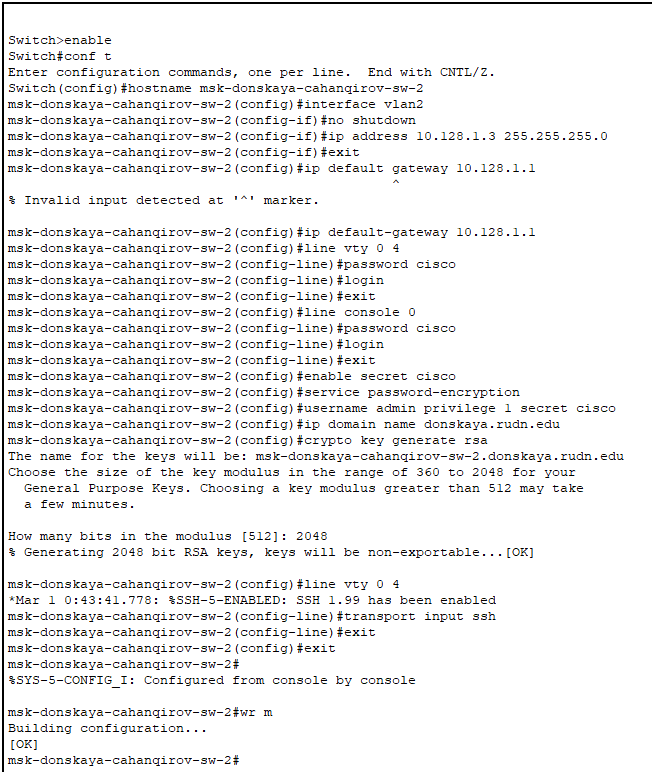 Switch>enable
Switch#conf t
Enter configuration commands, one per line.  End with CNTL/Z.
Switch(config)#hostname msk-donskaya-cahanqirov-sw-2
msk-donskaya-cahanqirov-sw-2(config)#interface vlan2
msk-donskaya-cahanqirov-sw-2(config-if)#no shutdown
msk-donskaya-cahanqirov-sw-2(config-if)#ip address 10.128.1.3 255.255.255.0
msk-donskaya-cahanqirov-sw-2(config-if)#exit
msk-donskaya-cahanqirov-sw-2(config)#ip default gateway 10.128.1.1
^
% Invalid input detected at '^' marker.
msk-donskaya-cahanqirov-sw-2(config)#ip default-gateway 10.128.1.1
msk-donskaya-cahanqirov-sw-2(config)#line vty 0 4
msk-donskaya-cahanqirov-sw-2(config-line)#password cisco
msk-donskaya-cahanqirov-sw-2(config-line)#login
msk-donskaya-cahanqirov-sw-2(config-line)#exit
msk-donskaya-cahanqirov-sw-2(config)#line console 0
msk-donskaya-cahanqirov-sw-2(config-line)#password cisco
msk-donskaya-cahanqirov-sw-2(config-line)#login
msk-donskaya-cahanqirov-sw-2(config-line)#exit
msk-donskaya-cahanqirov-sw-2(config)#enable secret cisco
msk-donskaya-cahanqirov-sw-2(config)#service password-encryption
msk-donskaya-cahanqirov-sw-2(config)#username admin privilege 1 secret cisco
msk-donskaya-cahanqirov-sw-2(config)#ip domain name donskaya.rudn.edu
msk-donskaya-cahanqirov-sw-2(config)#crypto key generate rsa
The name for the keys will be: msk-donskaya-cahanqirov-sw-2.donskaya.rudn.edu
Choose the size of the key modulus in the range of 360 to 2048 for your
General Purpose Keys. Choosing a key modulus greater than 512 may take
a few minutes.
How many bits in the modulus [512]: 2048
% Generating 2048 bit RSA keys, keys will be non-exportable...[OK]
msk-donskaya-cahanqirov-sw-2(config)#line vty 0 4
*Mar 1 0:43:41.778: %SSH-5-ENABLED: SSH 1.99 has been enabled
msk-donskaya-cahanqirov-sw-2(config-line)#transport input ssh
msk-donskaya-cahanqirov-sw-2(config-line)#exit
msk-donskaya-cahanqirov-sw-2(config)#exit
msk-donskaya-cahanqirov-sw-2#
%SYS-5-CONFIG_I: Configured from console by console
msk-donskaya-cahanqirov-sw-2#wr m
Building configuration...
[OK]
msk-donskaya-cahanqirov-sw-2#